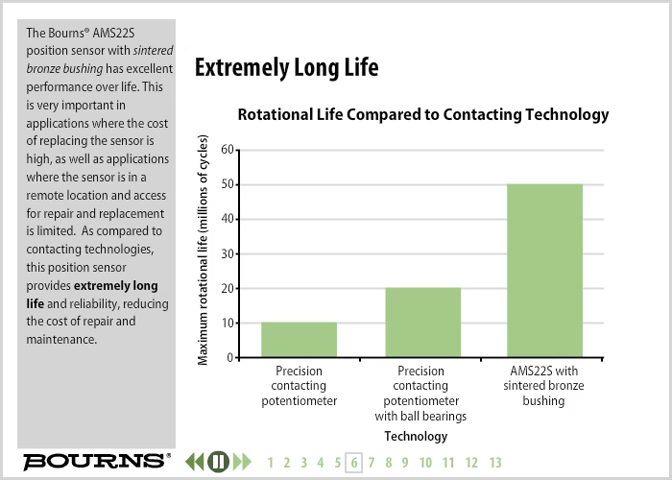 The Bourns® AMS22S
position sensor with sintered
bronze bushing has excellent
performance over life. This
is very important in
applications where the cost
of replacing the sensor is
high, as well as applications
where the sensor is in a
remote location and access
for repair and replacement
is limited.  As compared to
contacting technologies,
this position sensor
provides extremely long
life and reliability, reducing
the cost of repair and
maintenance.
Extremely Long Life
Rotational Life Compared to Contacting Technology
Maximum rotational life (millions of cycles)
60
50
40
30
20
10
0
Precision
contacting
potentiometer
Precision
contacting
potentiometer
with ball bearings
AMS22S with
sintered bronze
bushing
Technology
BOURNS®
1 2 3 4 5 6 7 8 9 10 11 12 13